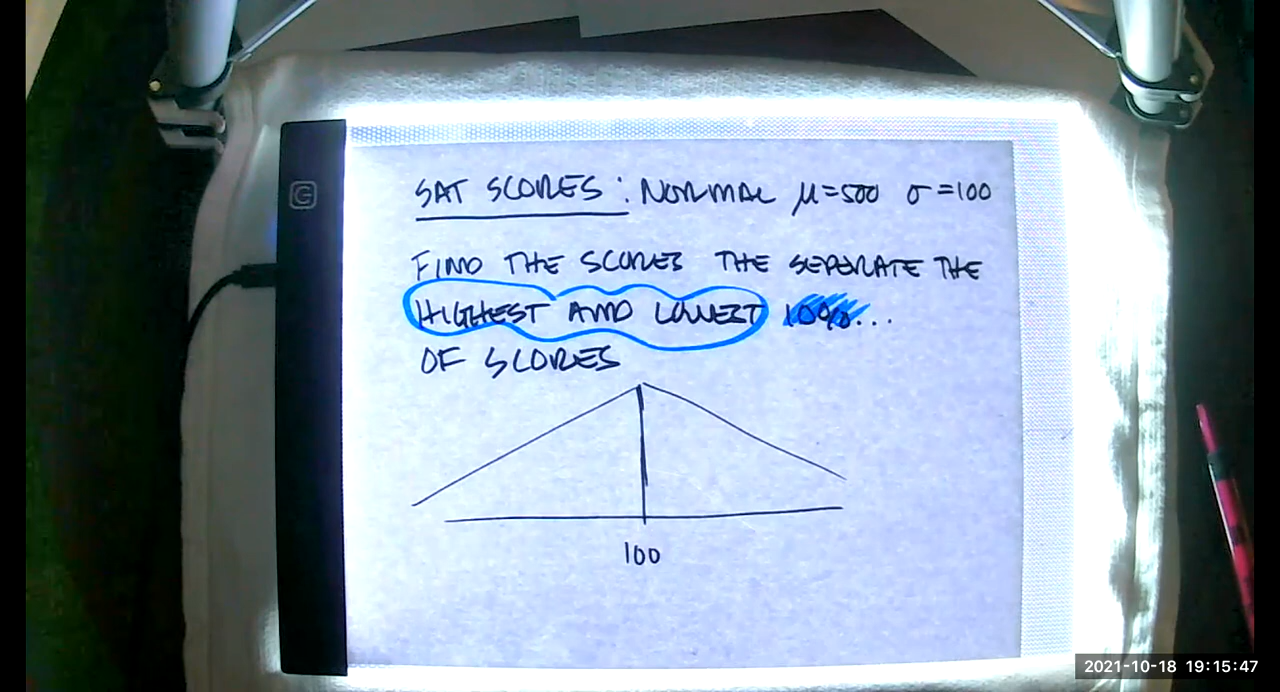 SAT SCORES: NORMAL μ=500 σ=100
FIND THE SCORES THE SEPERATE THE
HIGHEST AND LOWEST 10%...
OF SCORES
100
2021-10-18 19:15:47